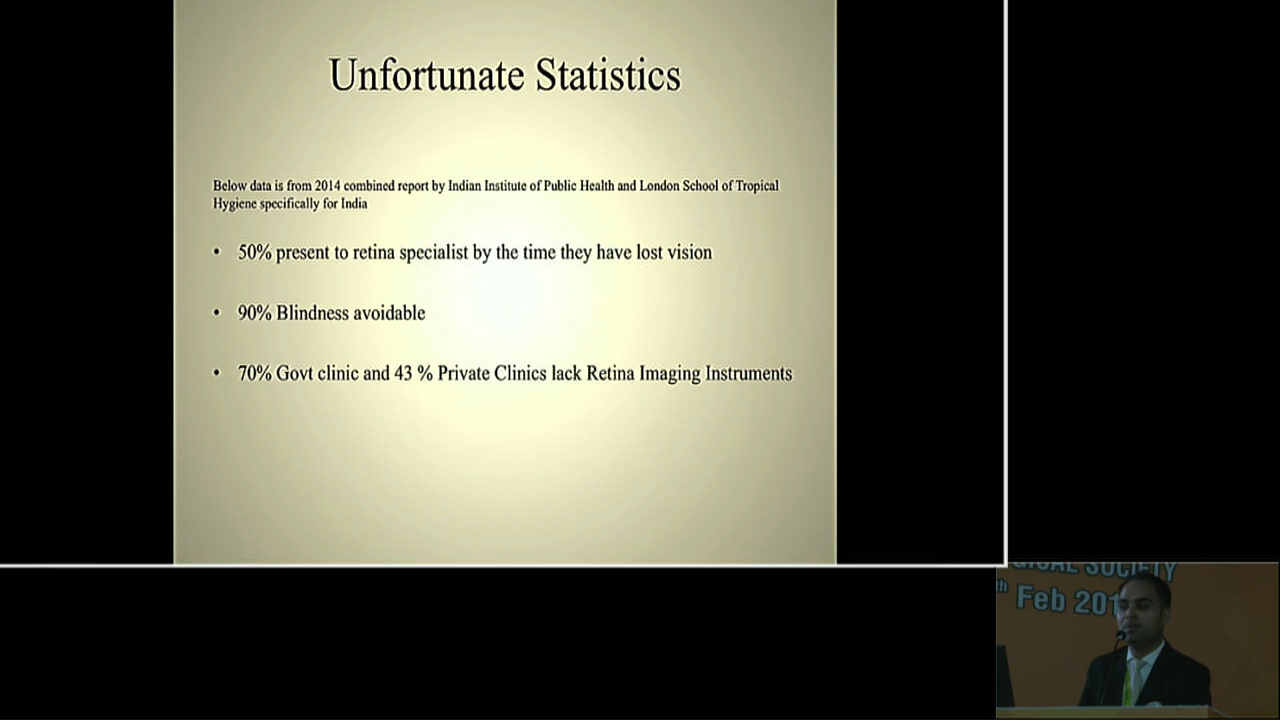 Unfortunate Statistics
Below data is from 2014 combined report by Indian Institute of Public Health and London School of Tropical
Hygiene specifically for India
• 50% present to retina specialist by the time they have lost vision
• 90% Blindness avoidable
• 70% Govt clinic and 43 % Private Clinics lack Retina Imaging Instruments
SOCIETY
th Feb 201